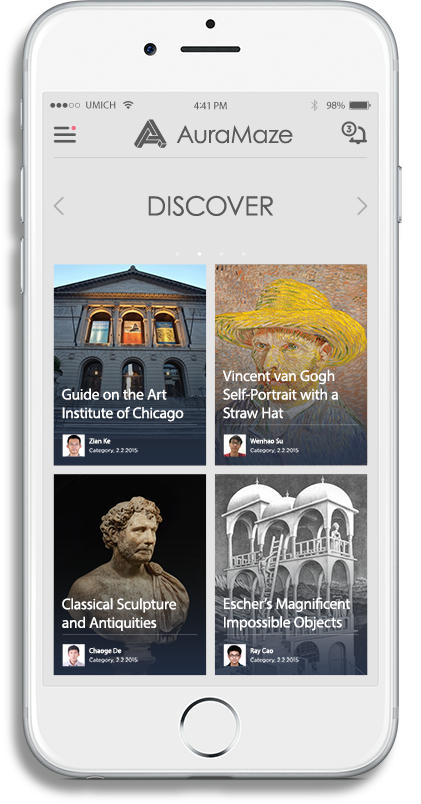 UMICH 4:41 PM 98%
AuraMaze 3
DISCOVER
Guide on the Art
Institute of Chicago
Zian Ke
Category, 2.2 2015
Vincent van Gogh
Self-Portrait with a
Straw Hat
Wenhao Su
Category, 2.2 2015
Classical Sculpture
and Antiquities
Chaoge De
Category, 2.2 2015
Escher's Magnificent
Impossible Objects
Ray Cao
Category, 2.2 2015